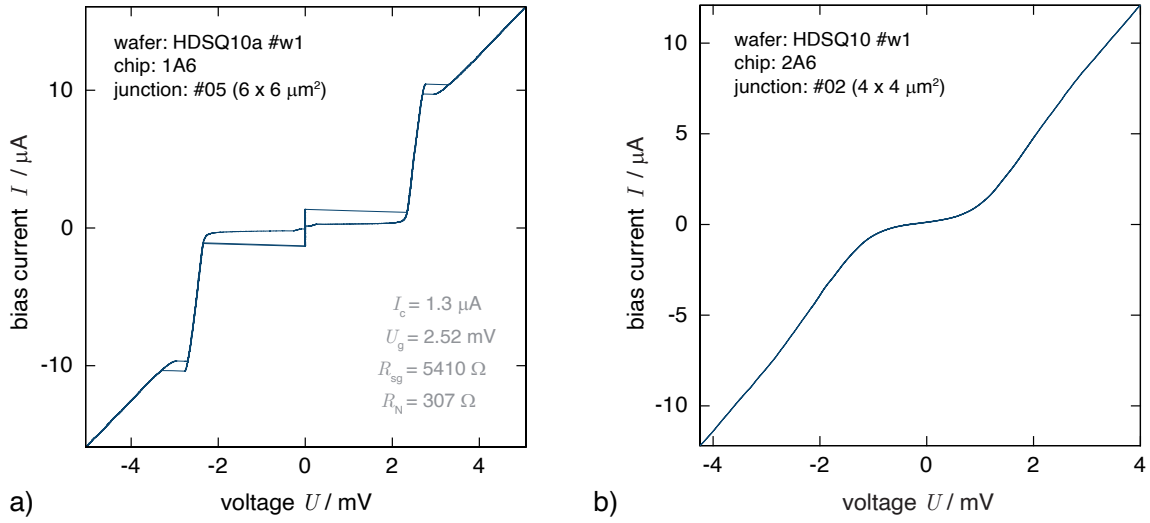 wafer: HDSQ10a #w1
chip: 1A6
junction: #05 (6 x 6 μm²)
10
0
-10
bias current I / μA
I_c = 1.3 μA
U_g = 2.52 mV
R_sg = 5410 Ω
R_N = 307 Ω
-4 -2 0 2 4
voltage U / mV
a)
wafer: HDSQ10 #w1
chip: 2A6
junction: #02 (4 x 4 μm²)
10
5
0
-5
-10
bias current I / μA
-4 -2 0 2 4
voltage U / mV
b)